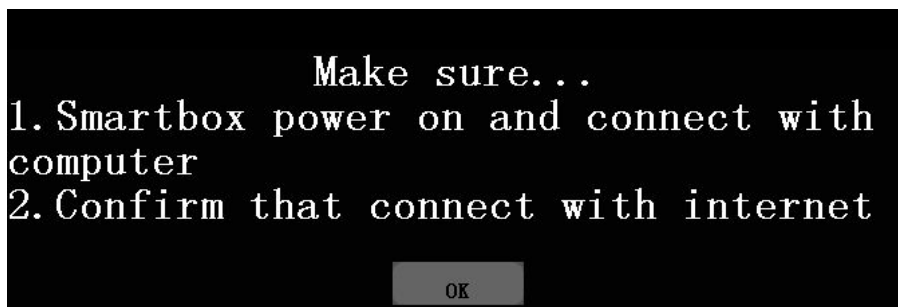 Make sure...
1.Smartbox power on and connect with
computer
2.Confirm that connect with internet
OK